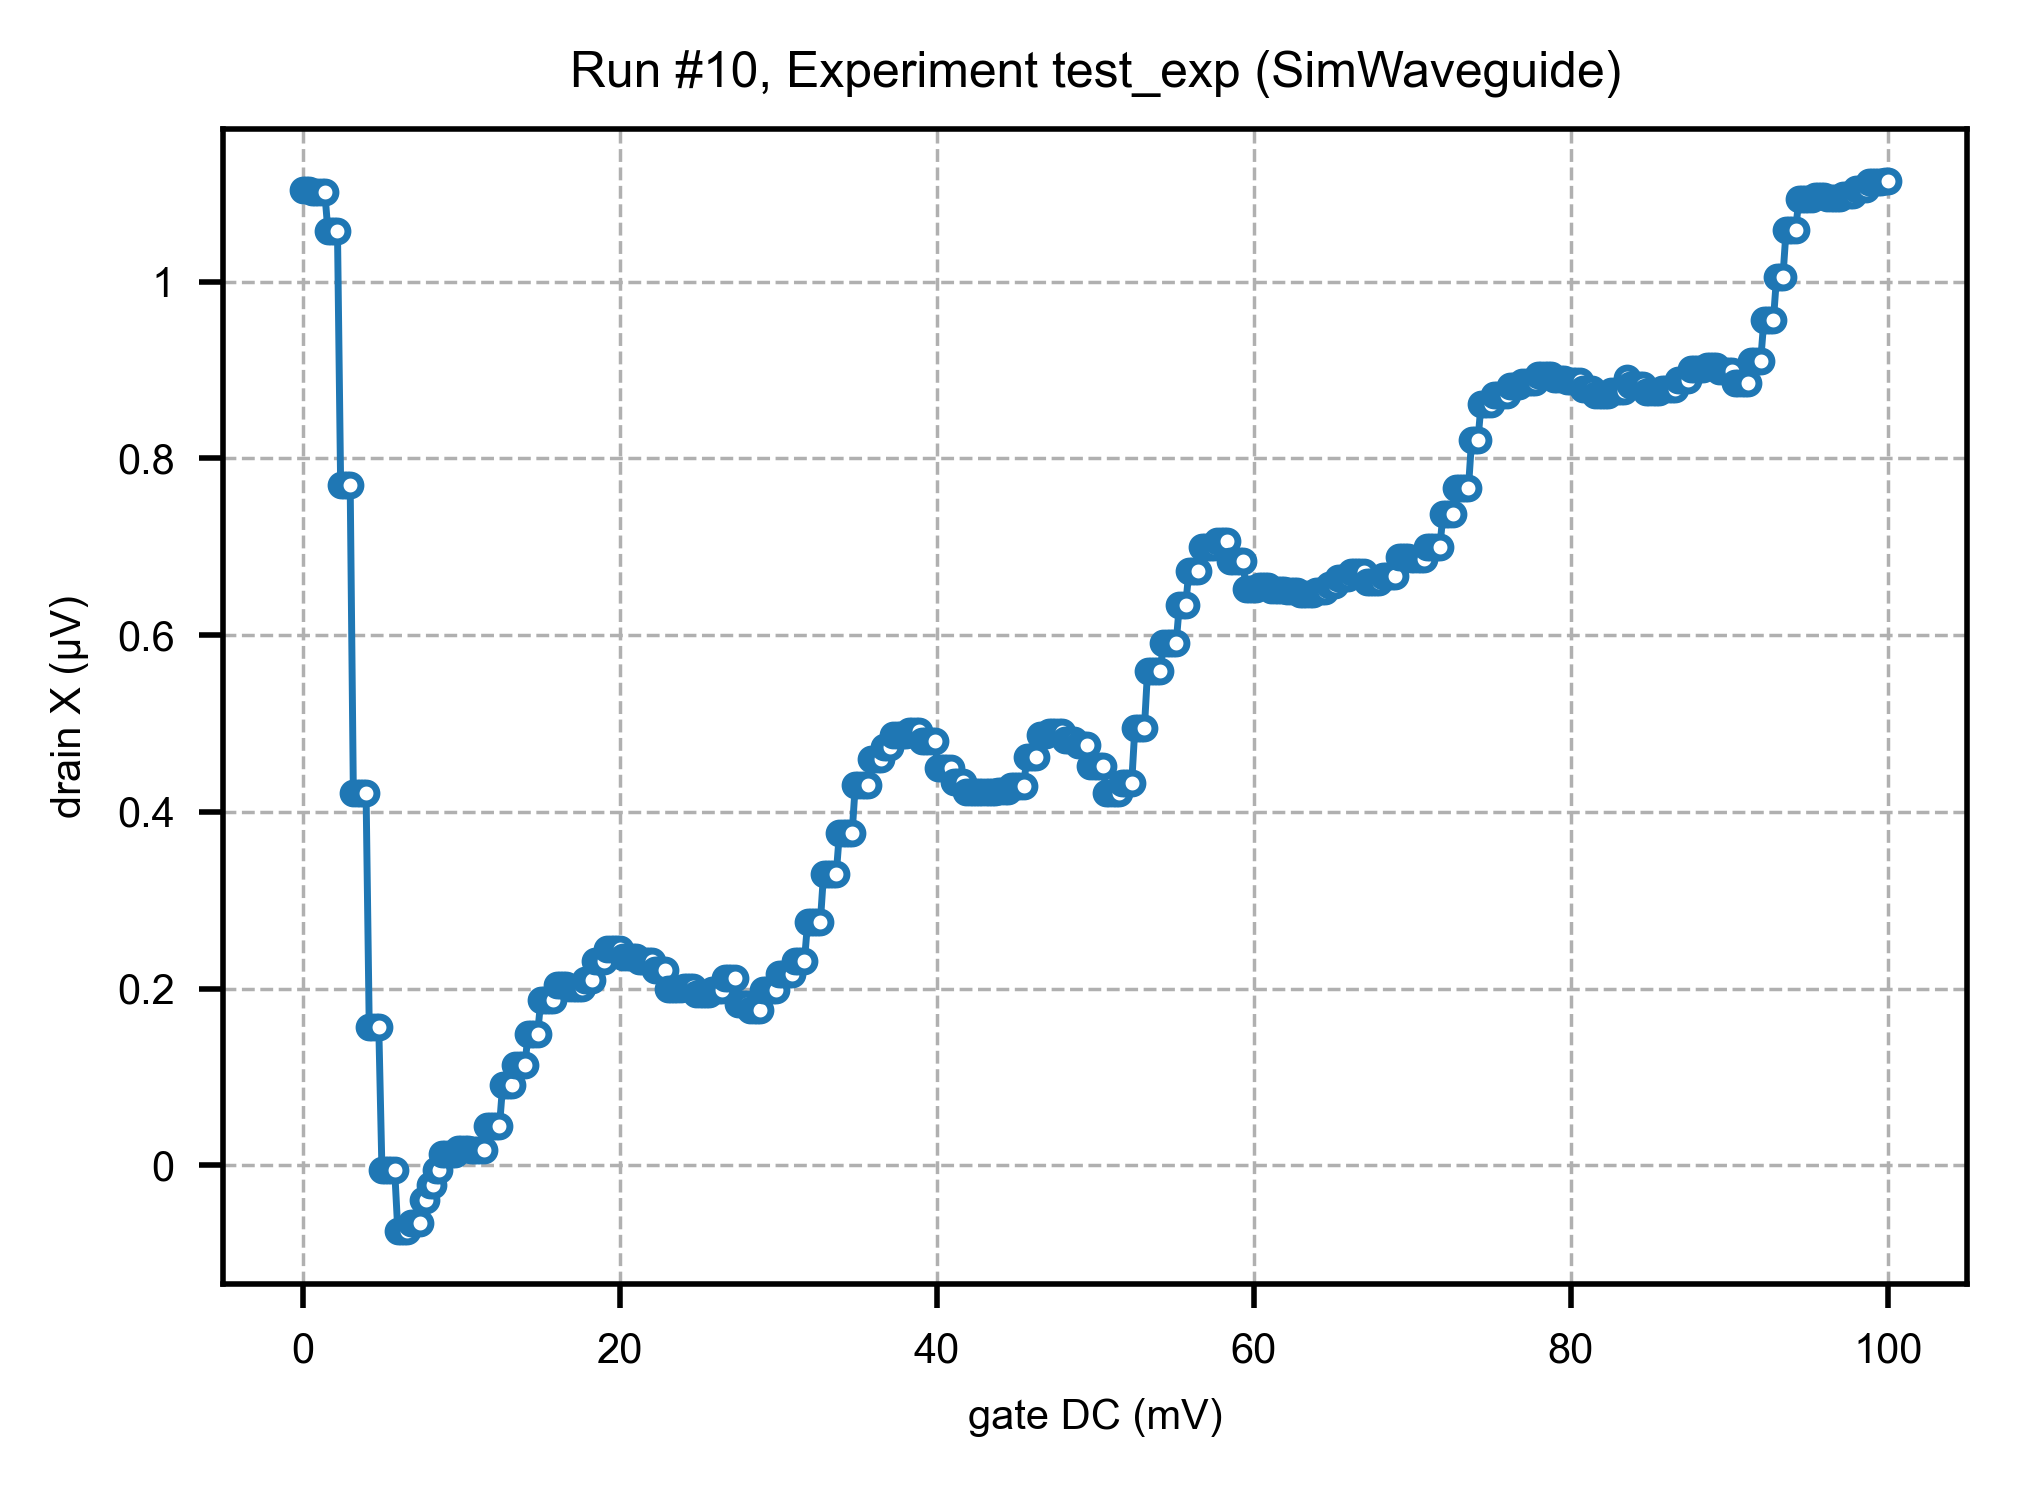 Run #10, Experiment test_exp (SimWaveguide)
1
0.8
0.6
0.4
0.2
0
drain X (μV)
0 20 40 60 80 100
gate DC (mV)